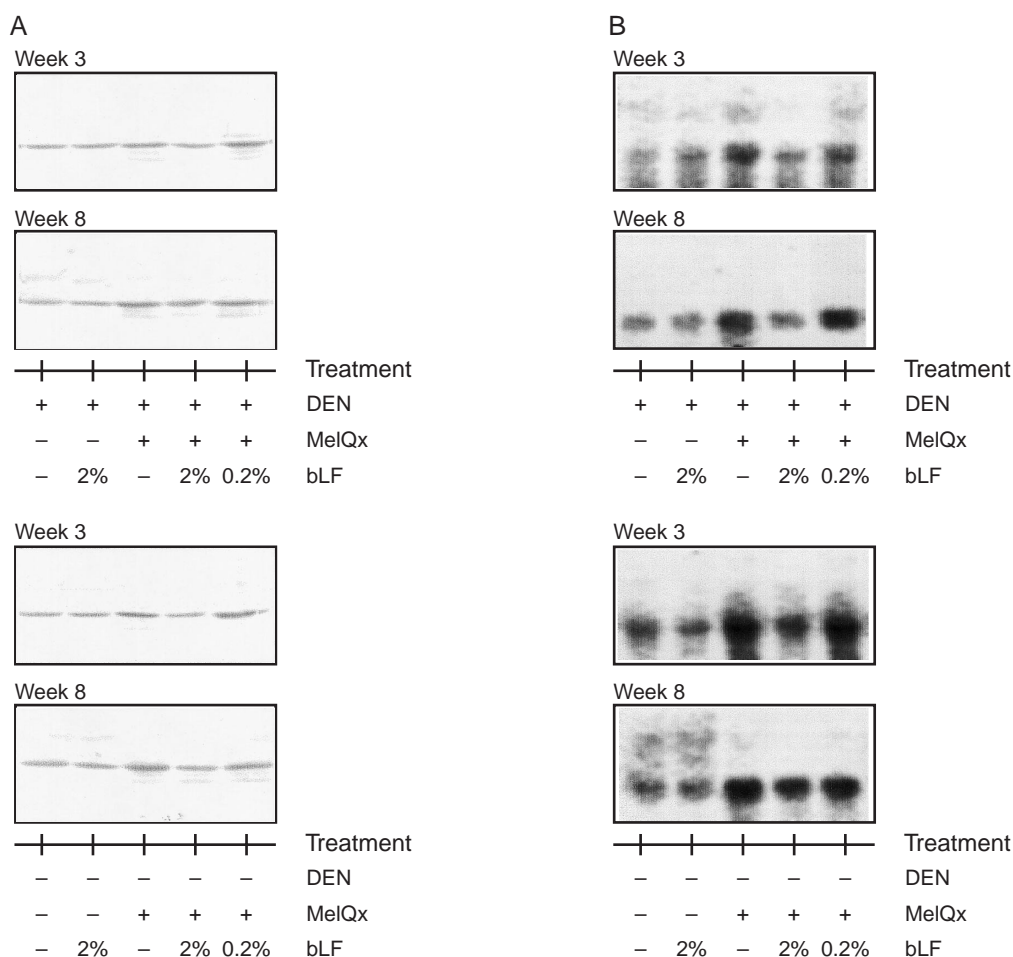 A
Week 3
Week 8
Treatment
+ + + + + DEN
– – + + + MelQx
– 2% – 2% 0.2% bLF
Week 3
Week 8
Treatment
– – – – – DEN
– – + + + MelQx
– 2% – 2% 0.2% bLF
B
Week 3
Week 8
Treatment
+ + + + + DEN
– – + + + MelQx
– 2% – 2% 0.2% bLF
Week 3
Week 8
Treatment
– – – – – DEN
– – + + + MelQx
– 2% – 2% 0.2% bLF